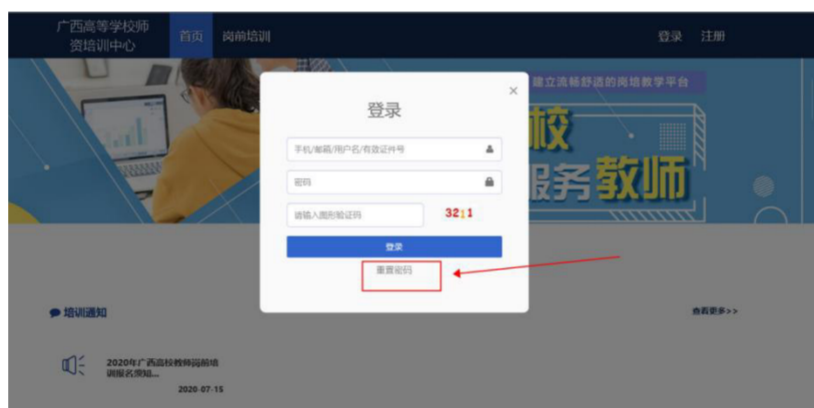 广西高等学校师
资培训中心
首页
岗前培训
登录
注册
建立流畅舒适的岗培教学平台
校
服务教师
×
登录
手机/邮箱/用户名/有效证件号
密码
请输入图形验证码
3211
登录
重置密码
培训通知
查看更多>>
2020年广西高校教师岗前培
训报名须知...
2020-07-15